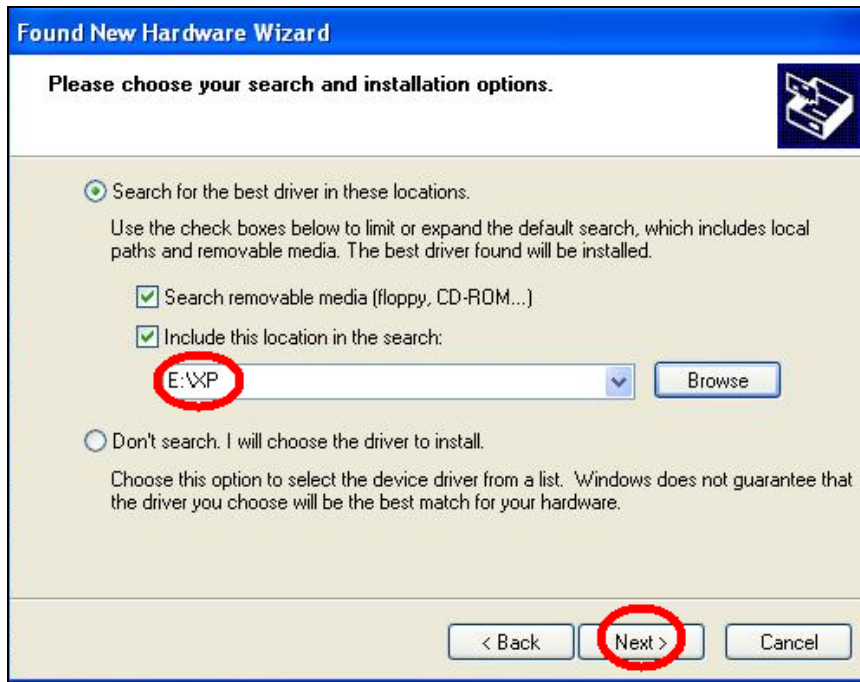 Found New Hardware Wizard
Please choose your search and installation options.
Search for the best driver in these locations.
Use the check boxes below to limit or expand the default search, which includes local
paths and removable media. The best driver found will be installed.
Search removable media (floppy, CD-ROM...)
Include this location in the search:
E:\XP
Browse
Don't search. I will choose the driver to install.
Choose this option to select the device driver from a list. Windows does not guarantee that
the driver you choose will be the best match for your hardware.
< Back
Next >
Cancel